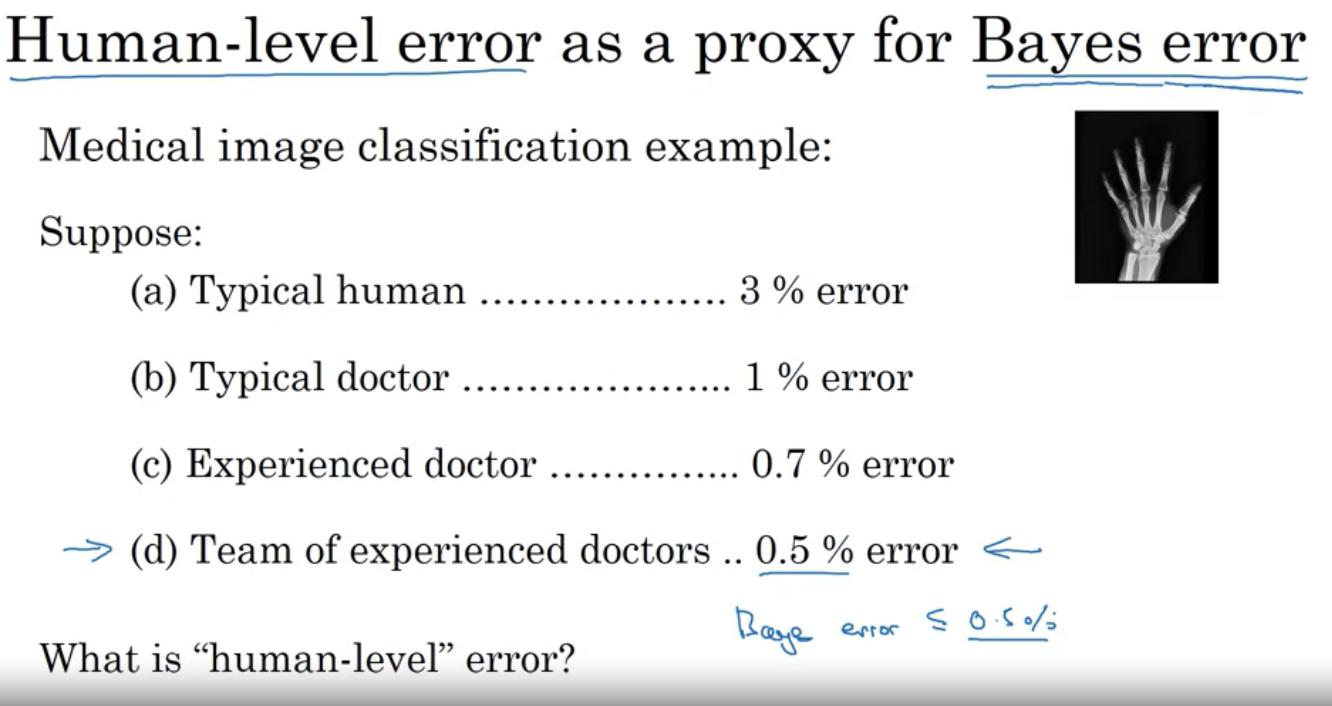 Human-level error as a proxy for Bayes error
Medical image classification example:
Suppose:
(a) Typical human ................... 3 % error
(b) Typical doctor ..................... 1 % error
(c) Experienced doctor ............... 0.7 % error
→ (d) Team of experienced doctors .. 0.5 % error ←
Baye error ≤ 0.5%
What is “human-level” error?